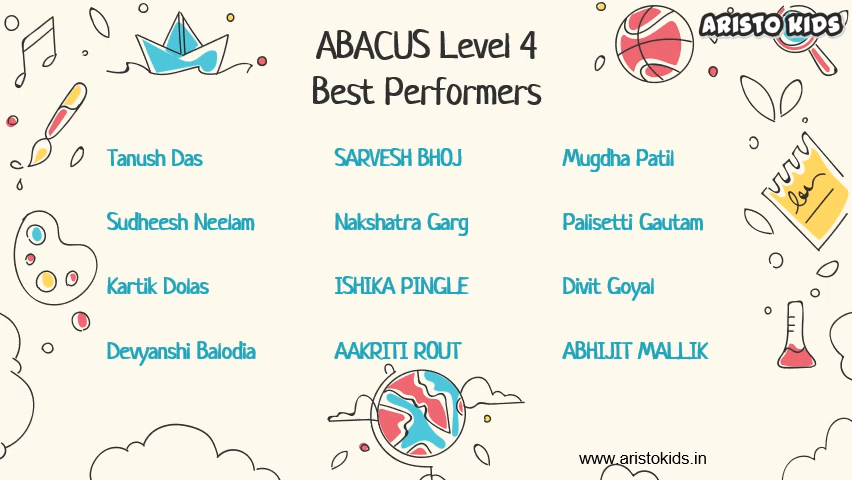 ARISTO KIDS
ABACUS Level 4
Best Performers
Tanush Das
SARVESH BHOJ
Mugdha Patil
Sudheesh Neelam
Nakshatra Garg
Palisetti Gautam
Kartik Dolas
ISHIKA PINGLE
Divit Goyal
Devyanshi Balodia
AAKRITI ROUT
ABHIJIT MALLIK
www.aristokids.in